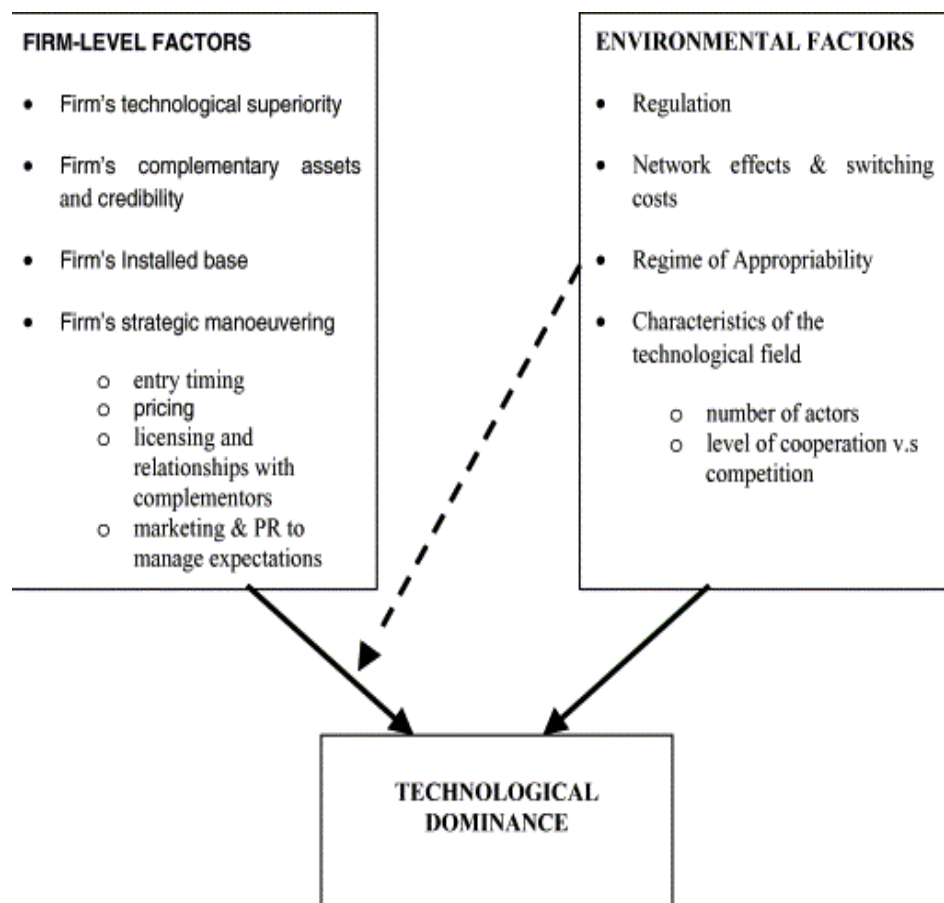 FIRM-LEVEL FACTORS
• Firm's technological superiority
• Firm's complementary assets
and credibility
• Firm's Installed base
• Firm's strategic manoeuvering
o entry timing
o pricing
o licensing and
relationships with
complementors
o marketing & PR to
manage expectations
ENVIRONMENTAL FACTORS
• Regulation
• Network effects & switching
costs
• Regime of Appropriability
• Characteristics of the
technological field
o number of actors
o level of cooperation v.s
competition
TECHNOLOGICAL
DOMINANCE